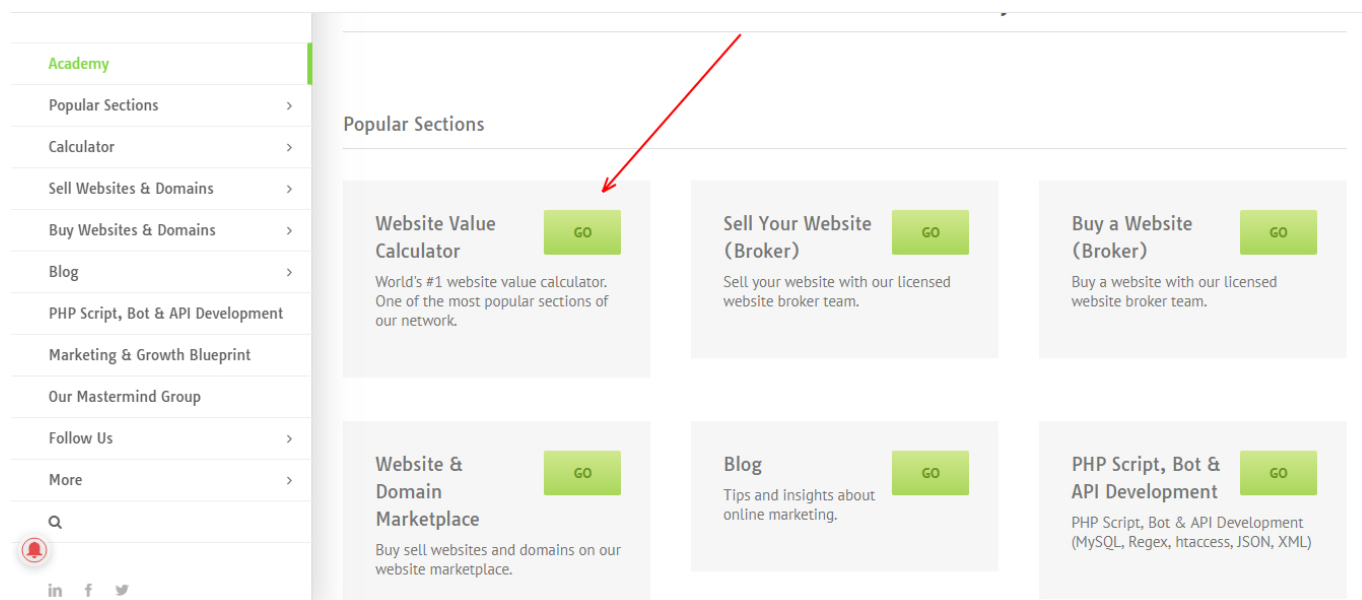 Academy
Popular Sections
Calculator
Sell Websites & Domains
Buy Websites & Domains
Blog
PHP Script, Bot & API Development
Marketing & Growth Blueprint
Our Mastermind Group
Follow Us
More
Popular Sections
Website Value
Calculator
GO
World's #1 website value calculator.
One of the most popular sections of
our network.
Sell Your Website
(Broker)
GO
Sell your website with our licensed
website broker team.
Buy a Website
(Broker)
GO
Buy a website with our licensed
website broker team.
Website &
Domain
Marketplace
GO
Buy sell websites and domains on our
website marketplace.
Blog
GO
Tips and insights about
online marketing.
PHP Script, Bot &
API Development
GO
PHP Script, Bot & API Development
(MySQL, Regex, htaccess, JSON, XML)